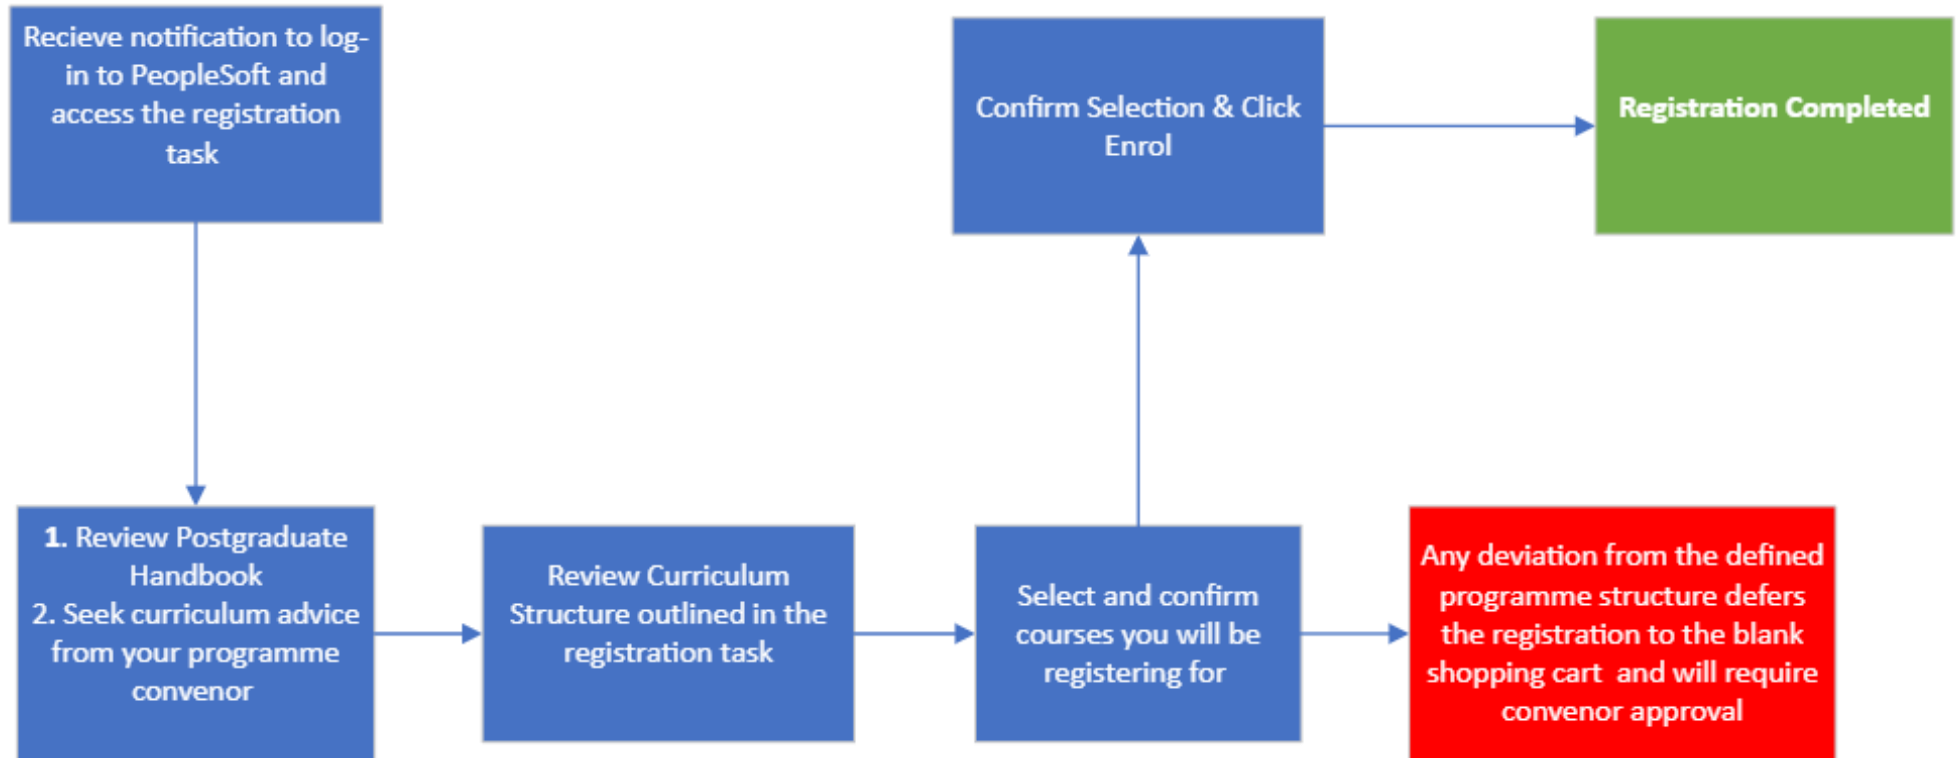 Recieve notification to log-
in to PeopleSoft and
access the registration
task
1. Review Postgraduate
Handbook
2. Seek curriculum advice
from your programme
convenor
Review Curriculum
Structure outlined in the
registration task
Select and confirm
courses you will be
registering for
Confirm Selection & Click
Enrol
Registration Completed
Any deviation from the defined
programme structure defers
the registration to the blank
shopping cart  and will require
convenor approval